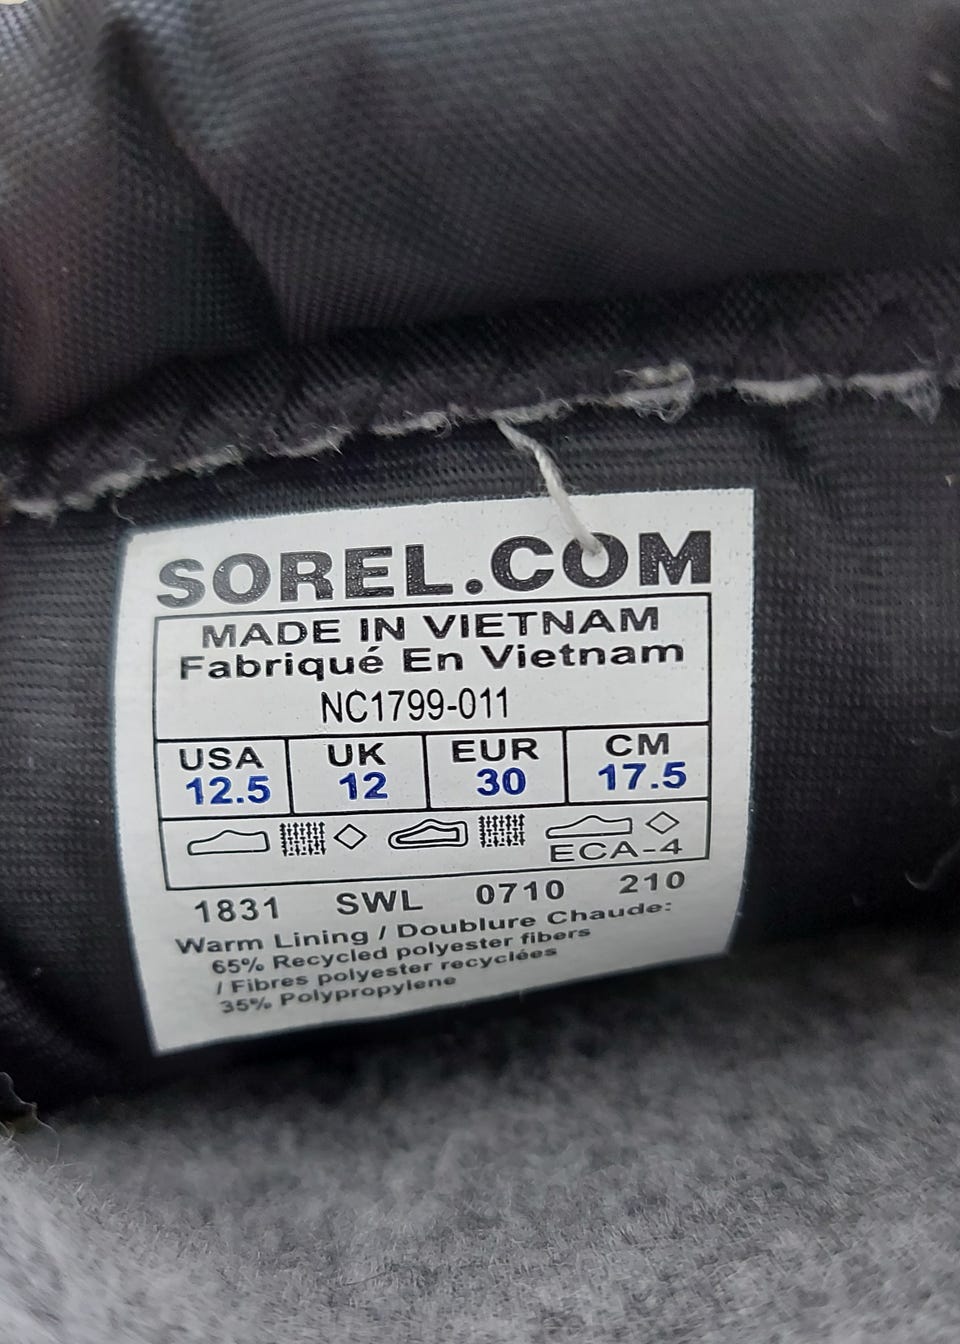 SOREL.COM
MADE IN VIETNAM
Fabriqué En Vietnam
NC1799-011
USA UK EUR CM
12.5 12 30 17.5
ECA-4
1831 SWL 0710 210
Warm Lining / Doublure Chaude:
65% Recycled polyester fibers
/ Fibres polyester recyclées
35% Polypropylene